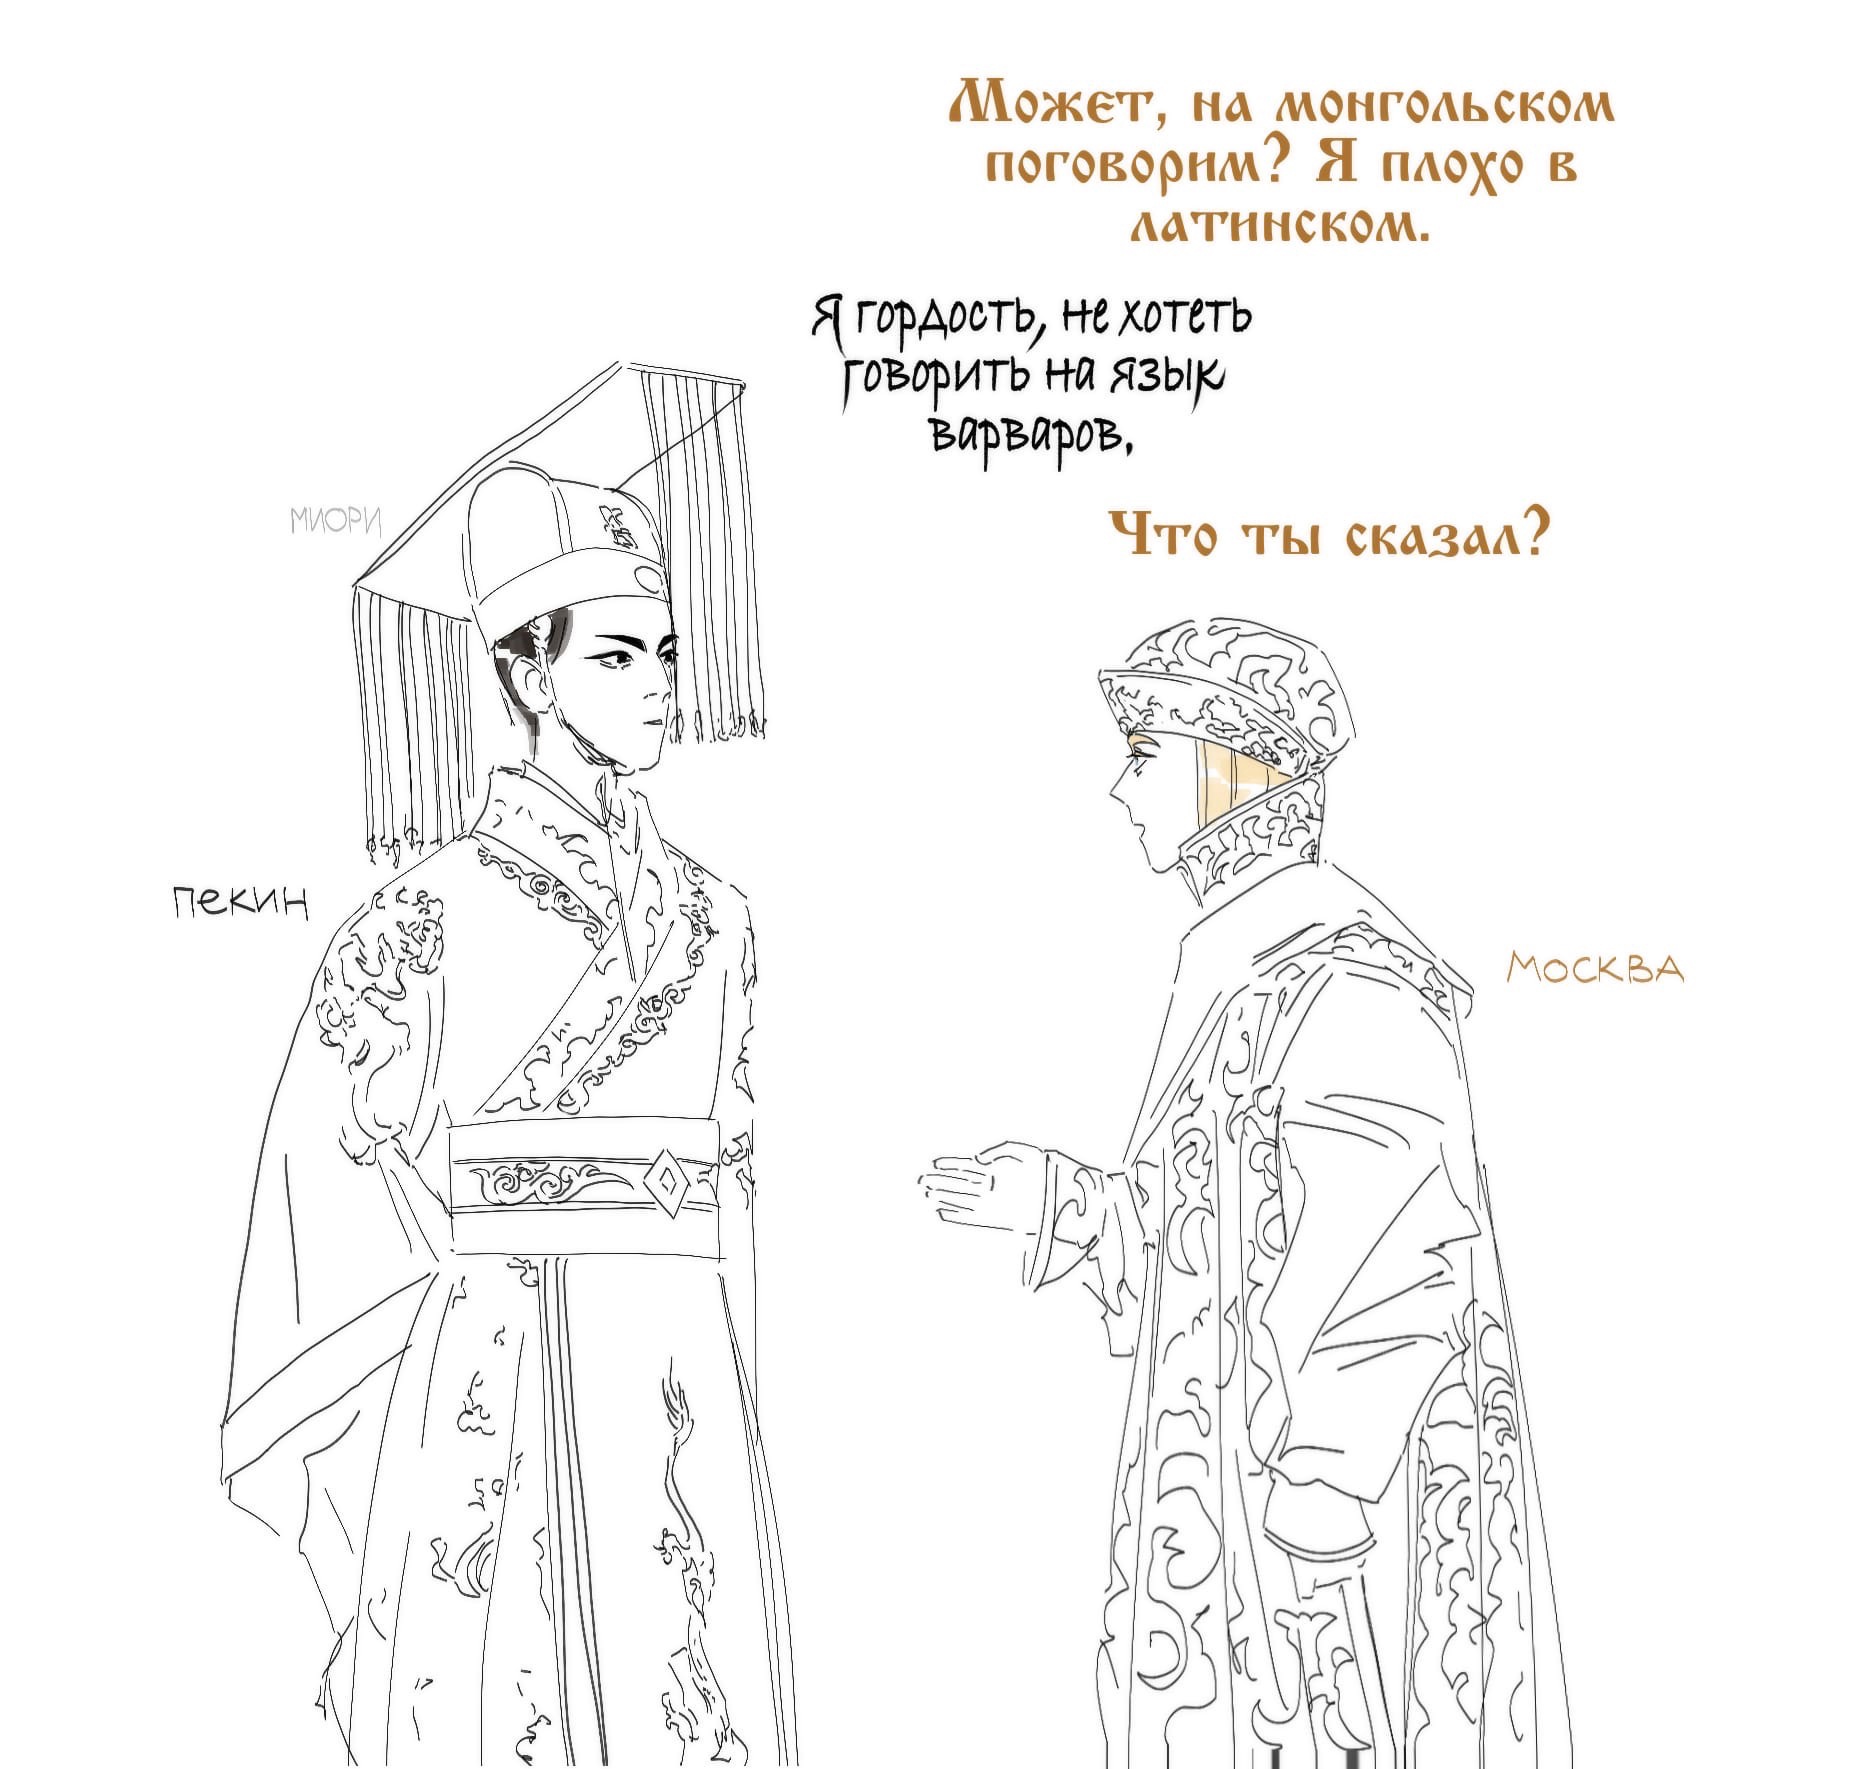 Может, на монгольском
поговорим? Я плохо в
латинском.
Я гордость, не хотеть
говорить на язык
варваров.
МИОРИ
Что ты сказал?
ПЕКИН
МОСКВА